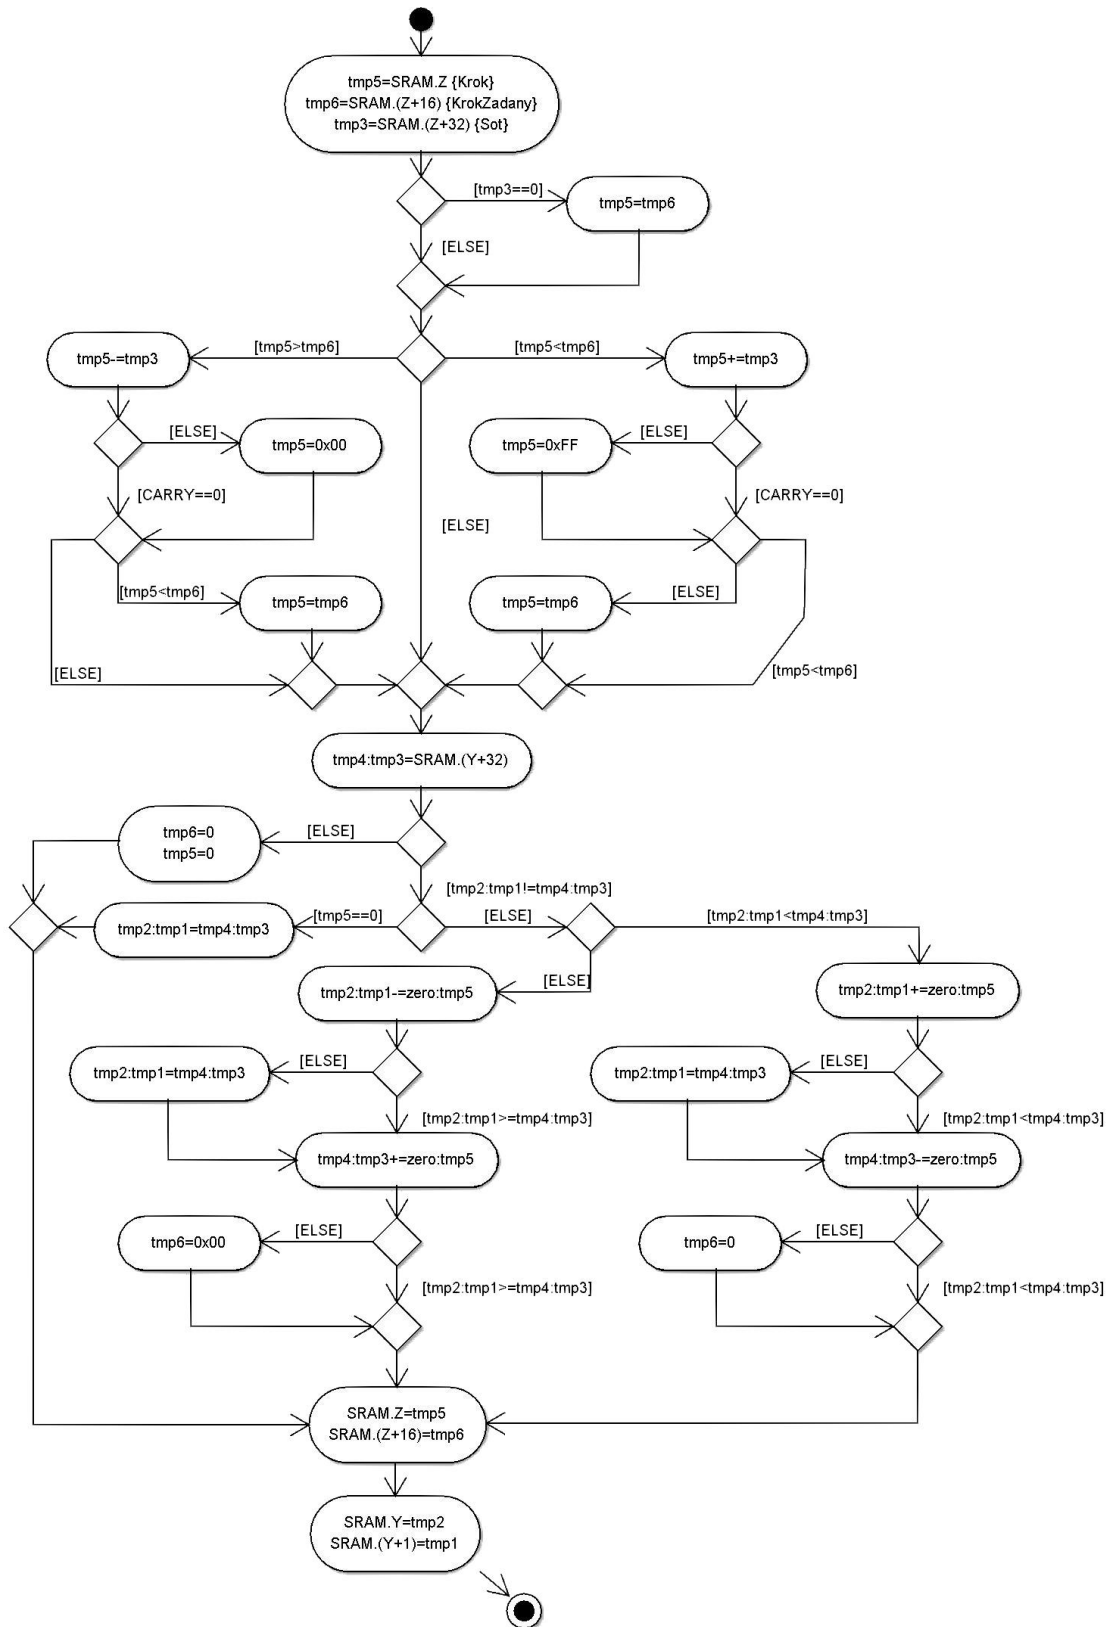 tmp5=SRAM.Z {Krok}
tmp6=SRAM.(Z+16) {KrokZadany}
tmp3=SRAM.(Z+32) {Sot}
[tmp3==0]
tmp5=tmp6
[ELSE]
tmp5-=tmp3
[tmp5>tmp6]
[tmp5<tmp6]
tmp5+=tmp3
[ELSE]
tmp5=0x00
tmp5=0xFF
[ELSE]
[CARRY==0]
[CARRY==0]
[ELSE]
[tmp5<tmp6]
tmp5=tmp6
tmp5=tmp6
[ELSE]
[ELSE]
[tmp5<tmp6]
tmp4:tmp3=SRAM.(Y+32)
tmp6=0
tmp5=0
[ELSE]
[tmp2:tmp1!=tmp4:tmp3]
tmp2:tmp1=tmp4:tmp3
[tmp5==0]
[ELSE]
[tmp2:tmp1<tmp4:tmp3]
[ELSE]
tmp2:tmp1-=zero:tmp5
tmp2:tmp1+=zero:tmp5
tmp2:tmp1=tmp4:tmp3
[ELSE]
tmp2:tmp1=tmp4:tmp3
[ELSE]
[tmp2:tmp1>=tmp4:tmp3]
[tmp2:tmp1<tmp4:tmp3]
tmp4:tmp3+=zero:tmp5
tmp4:tmp3-=zero:tmp5
tmp6=0x00
[ELSE]
tmp6=0
[ELSE]
[tmp2:tmp1>=tmp4:tmp3]
[tmp2:tmp1<tmp4:tmp3]
SRAM.Z=tmp5
SRAM.(Z+16)=tmp6
SRAM.Y=tmp2
SRAM.(Y+1)=tmp1